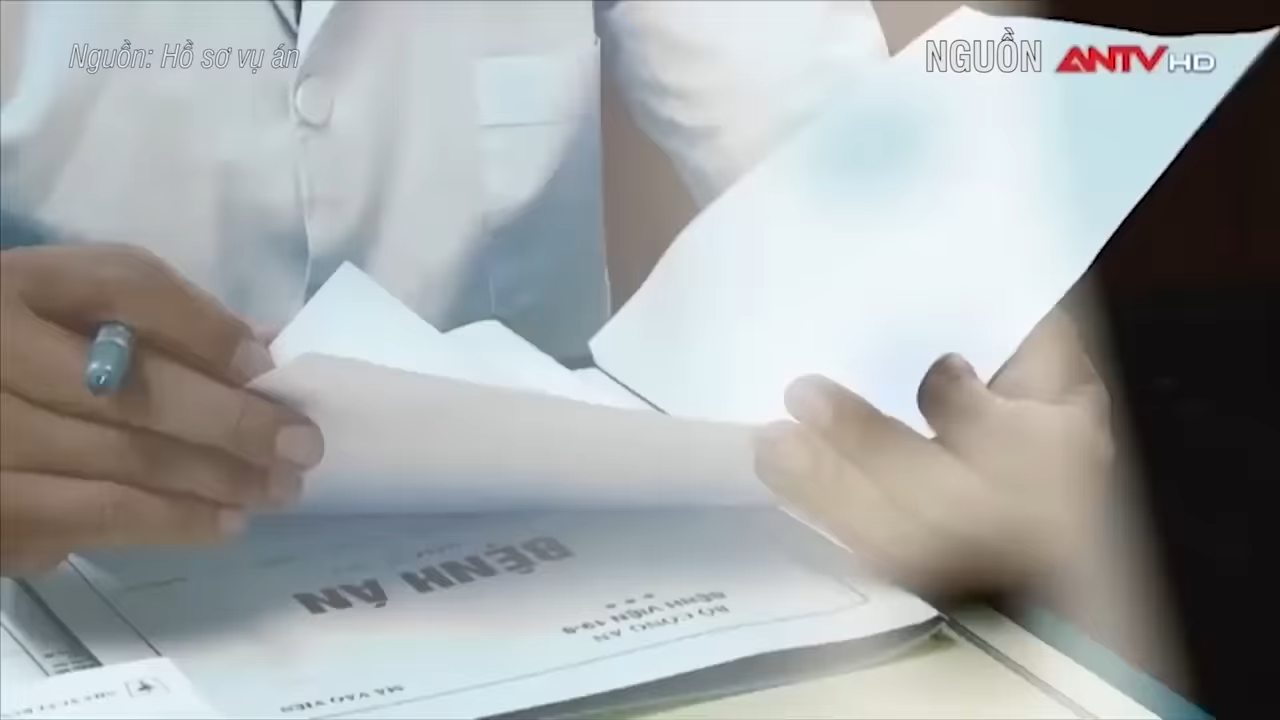 Nguồn: Hồ sơ vụ án
NGUỒN ANTV HD
BỘ CÔNG AN
BỆNH VIỆN 19-8
BỆNH ÁN
MÃ VÀO VIỆN